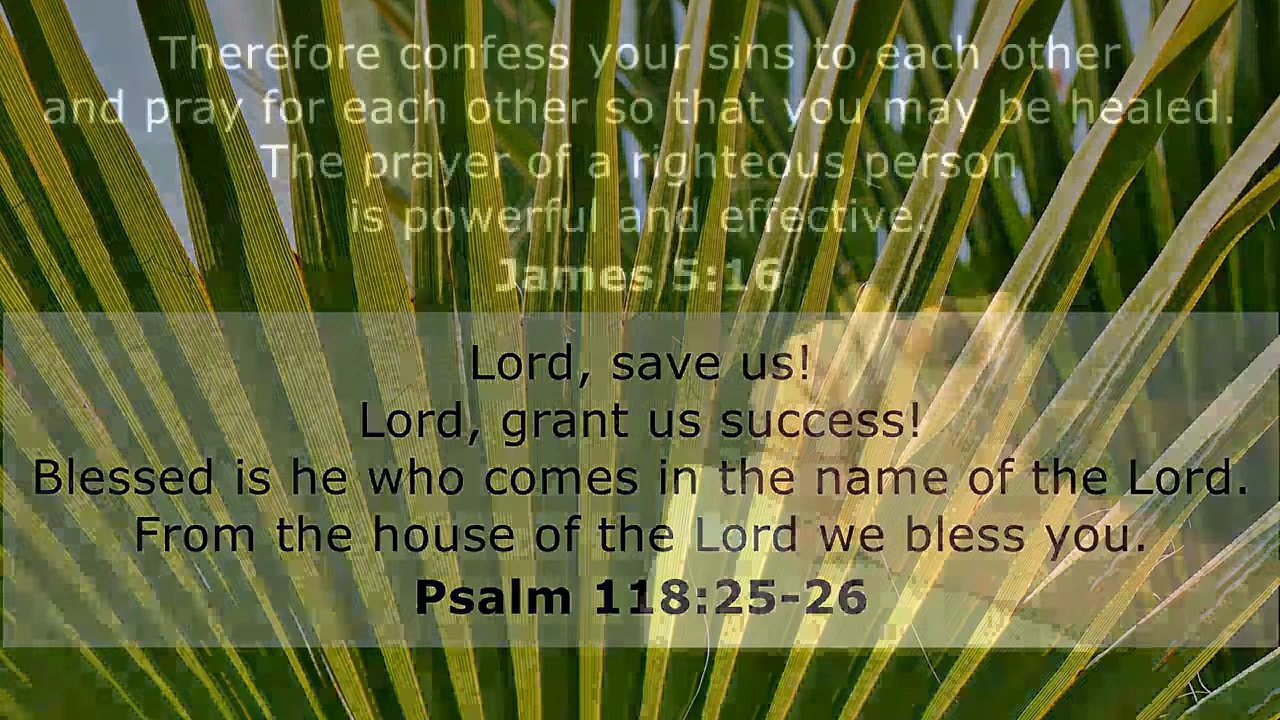 Therefore confess your sins to each other
and pray for each other so that you may be healed.
The prayer of a righteous person
is powerful and effective.
James 5:16
Lord, save us!
Lord, grant us success!
Blessed is he who comes in the name of the Lord.
From the house of the Lord we bless you.
Psalm 118:25-26